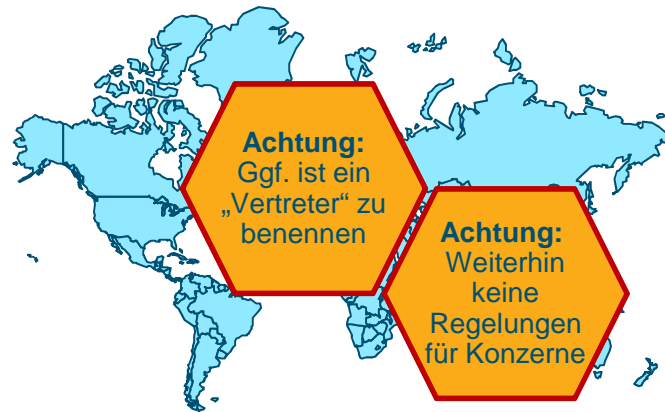 Achtung:
Ggf. ist ein
„Vertreter“ zu
benennen
Achtung:
Weiterhin
keine
Regelungen
für Konzerne